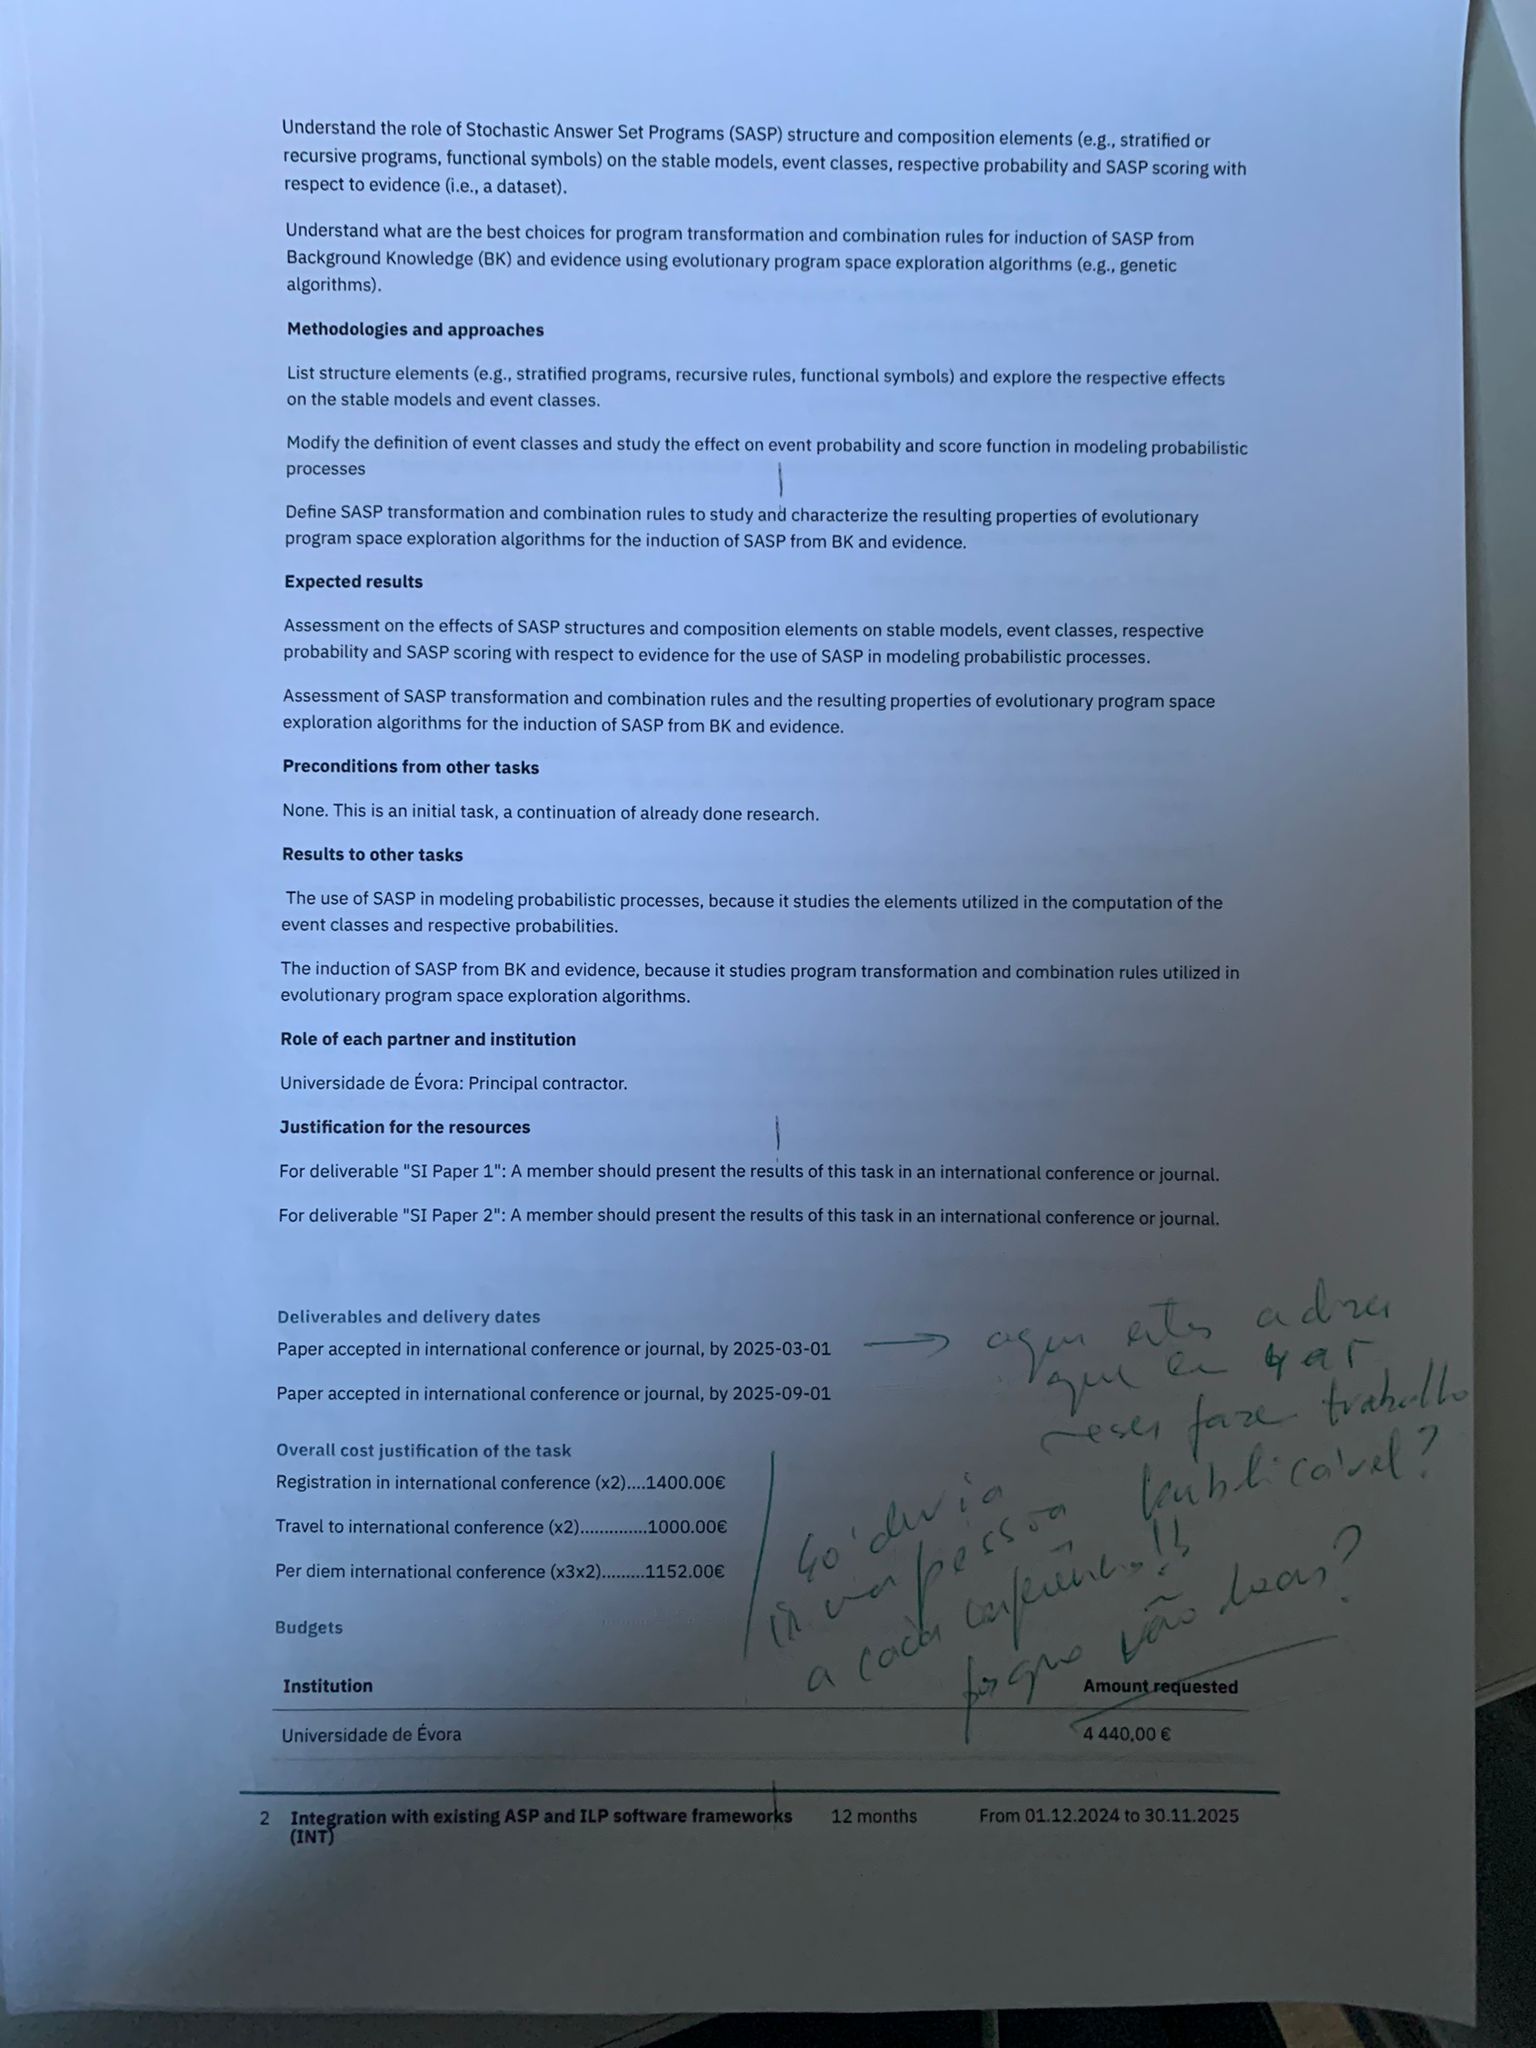 Understand the role of Stochastic Answer Set Programs (SASP) structure and composition elements (e.g., stratified or
recursive programs, functional symbols) on the stable models, event classes, respective probability and SASP scoring with
respect to evidence (i.e., a dataset).
Understand what are the best choices for program transformation and combination rules for induction of SASP from
Background Knowledge (BK) and evidence using evolutionary program space exploration algorithms (e.g., genetic
algorithms).
Methodologies and approaches
List structure elements (e.g., stratified programs, recursive rules, functional symbols) and explore the respective effects
on the stable models and event classes.
Modify the definition of event classes and study the effect on event probability and score function in modeling probabilistic
processes
Define SASP transformation and combination rules to study and characterize the resulting properties of evolutionary
program space exploration algorithms for the induction of SASP from BK and evidence.
Expected results
Assessment on the effects of SASP structures and composition elements on stable models, event classes, respective
probability and SASP scoring with respect to evidence for the use of SASP in modeling probabilistic processes.
Assessment of SASP transformation and combination rules and the resulting properties of evolutionary program space
exploration algorithms for the induction of SASP from BK and evidence.
Preconditions from other tasks
None. This is an initial task, a continuation of already done research.
Results to other tasks
The use of SASP in modeling probabilistic processes, because it studies the elements utilized in the computation of the
event classes and respective probabilities.
The induction of SASP from BK and evidence, because it studies program transformation and combination rules utilized in
evolutionary program space exploration algorithms.
Role of each partner and institution
Universidade de Évora: Principal contractor.
Justification for the resources
For deliverable "SI Paper 1": A member should present the results of this task in an international conference or journal.
For deliverable "SI Paper 2": A member should present the results of this task in an international conference or journal.
Deliverables and delivery dates
Paper accepted in international conference or journal, by 2025-03-01
Paper accepted in international conference or journal, by 2025-09-01
aqui estás a dizer
que em 4
meses fazes trabalho
publicável?
Overall cost justification of the task
Registration in international conference (x2)....1400.00€
Travel to international conference (x2)..............1000.00€
Per diem international conference (x3x2).........1152.00€
só devia
ir uma pessoa
a cada conferência!!
porque vão duas?
Budgets
Institution Amount requested
Universidade de Évora 4 440,00 €
2 Integration with existing ASP and ILP software frameworks 12 months From 01.12.2024 to 30.11.2025
(INT)